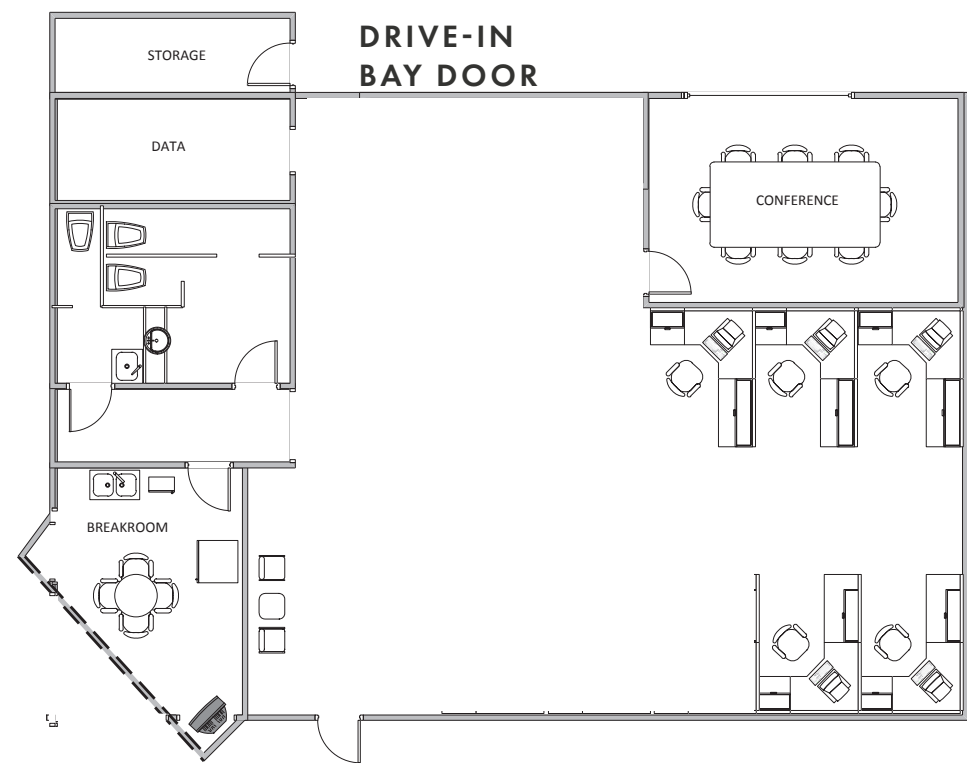 DRIVE-IN
BAY DOOR
STORAGE
DATA
CONFERENCE
BREAKROOM